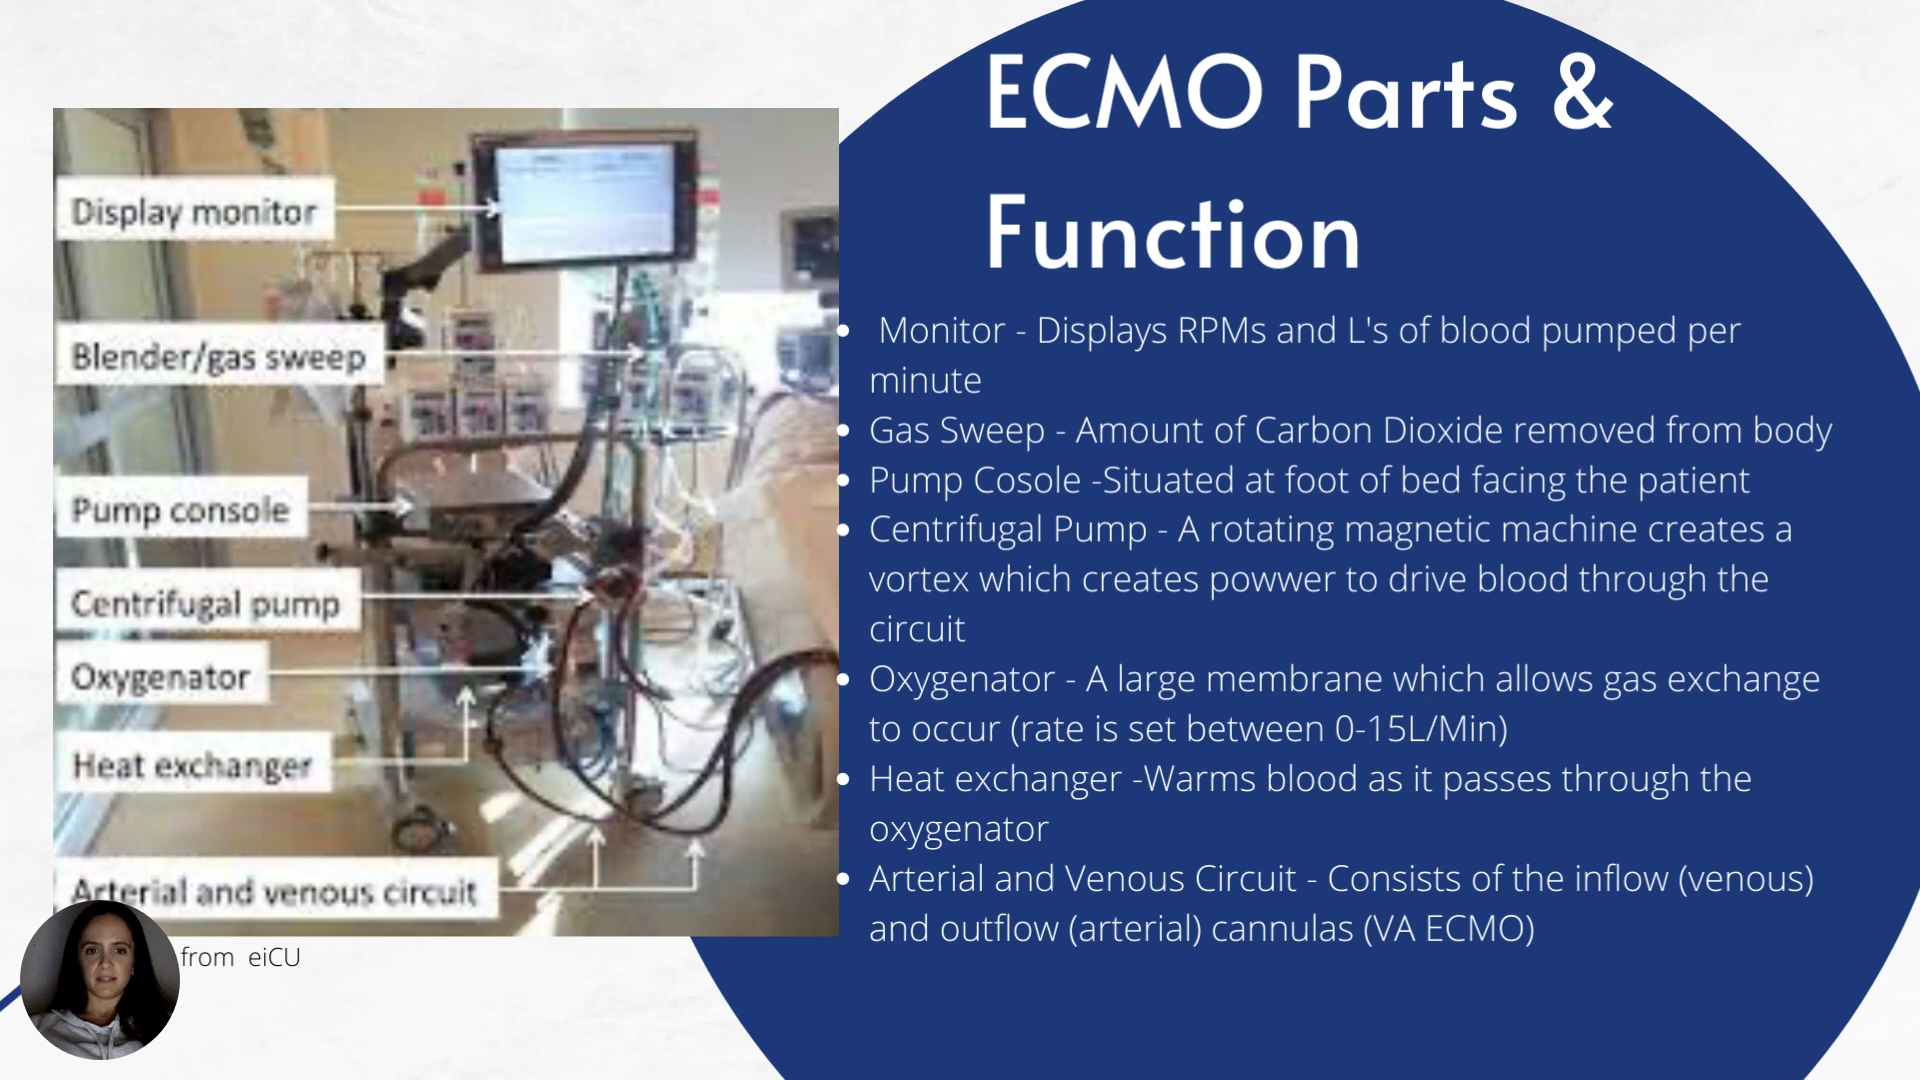 ECMO Parts &
Function
Display monitor
Blender/gas sweep
Pump console
Centrifugal pump
Oxygenator
Heat exchanger
Arterial and venous circuit
from eiCU
Monitor - Displays RPMs and L's of blood pumped per
minute
Gas Sweep - Amount of Carbon Dioxide removed from body
Pump Cosole -Situated at foot of bed facing the patient
Centrifugal Pump - A rotating magnetic machine creates a
vortex which creates powwer to drive blood through the
circuit
Oxygenator - A large membrane which allows gas exchange
to occur (rate is set between 0-15L/Min)
Heat exchanger -Warms blood as it passes through the
oxygenator
Arterial and Venous Circuit - Consists of the inflow (venous)
and outflow (arterial) cannulas (VA ECMO)